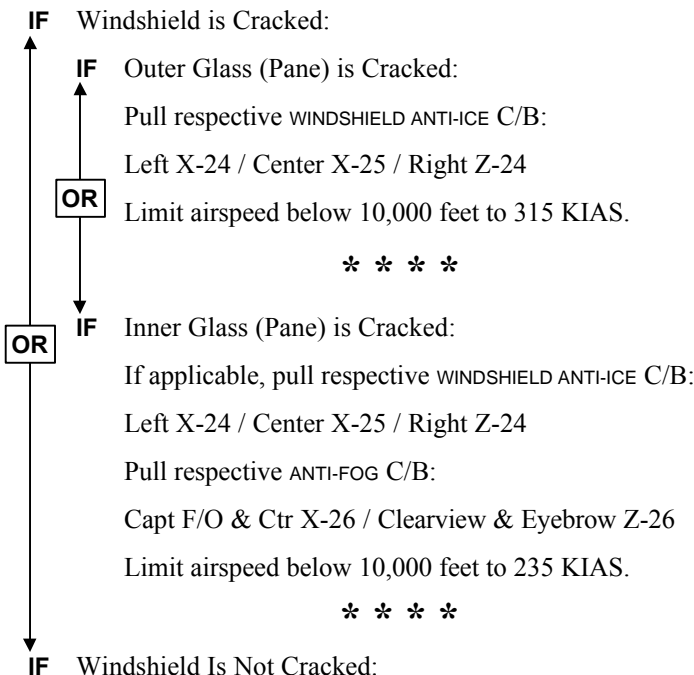 IF Windshield is Cracked:
IF Outer Glass (Pane) is Cracked:
Pull respective WINDSHIELD ANTI-ICE C/B:
Left X-24 / Center X-25 / Right Z-24
OR
Limit airspeed below 10,000 feet to 315 KIAS.
* * * *
IF Inner Glass (Pane) is Cracked:
OR
If applicable, pull respective WINDSHIELD ANTI-ICE C/B:
Left X-24 / Center X-25 / Right Z-24
Pull respective ANTI-FOG C/B:
Capt F/O & Ctr X-26 / Clearview & Eyebrow Z-26
Limit airspeed below 10,000 feet to 235 KIAS.
* * * *
IF Windshield Is Not Cracked: